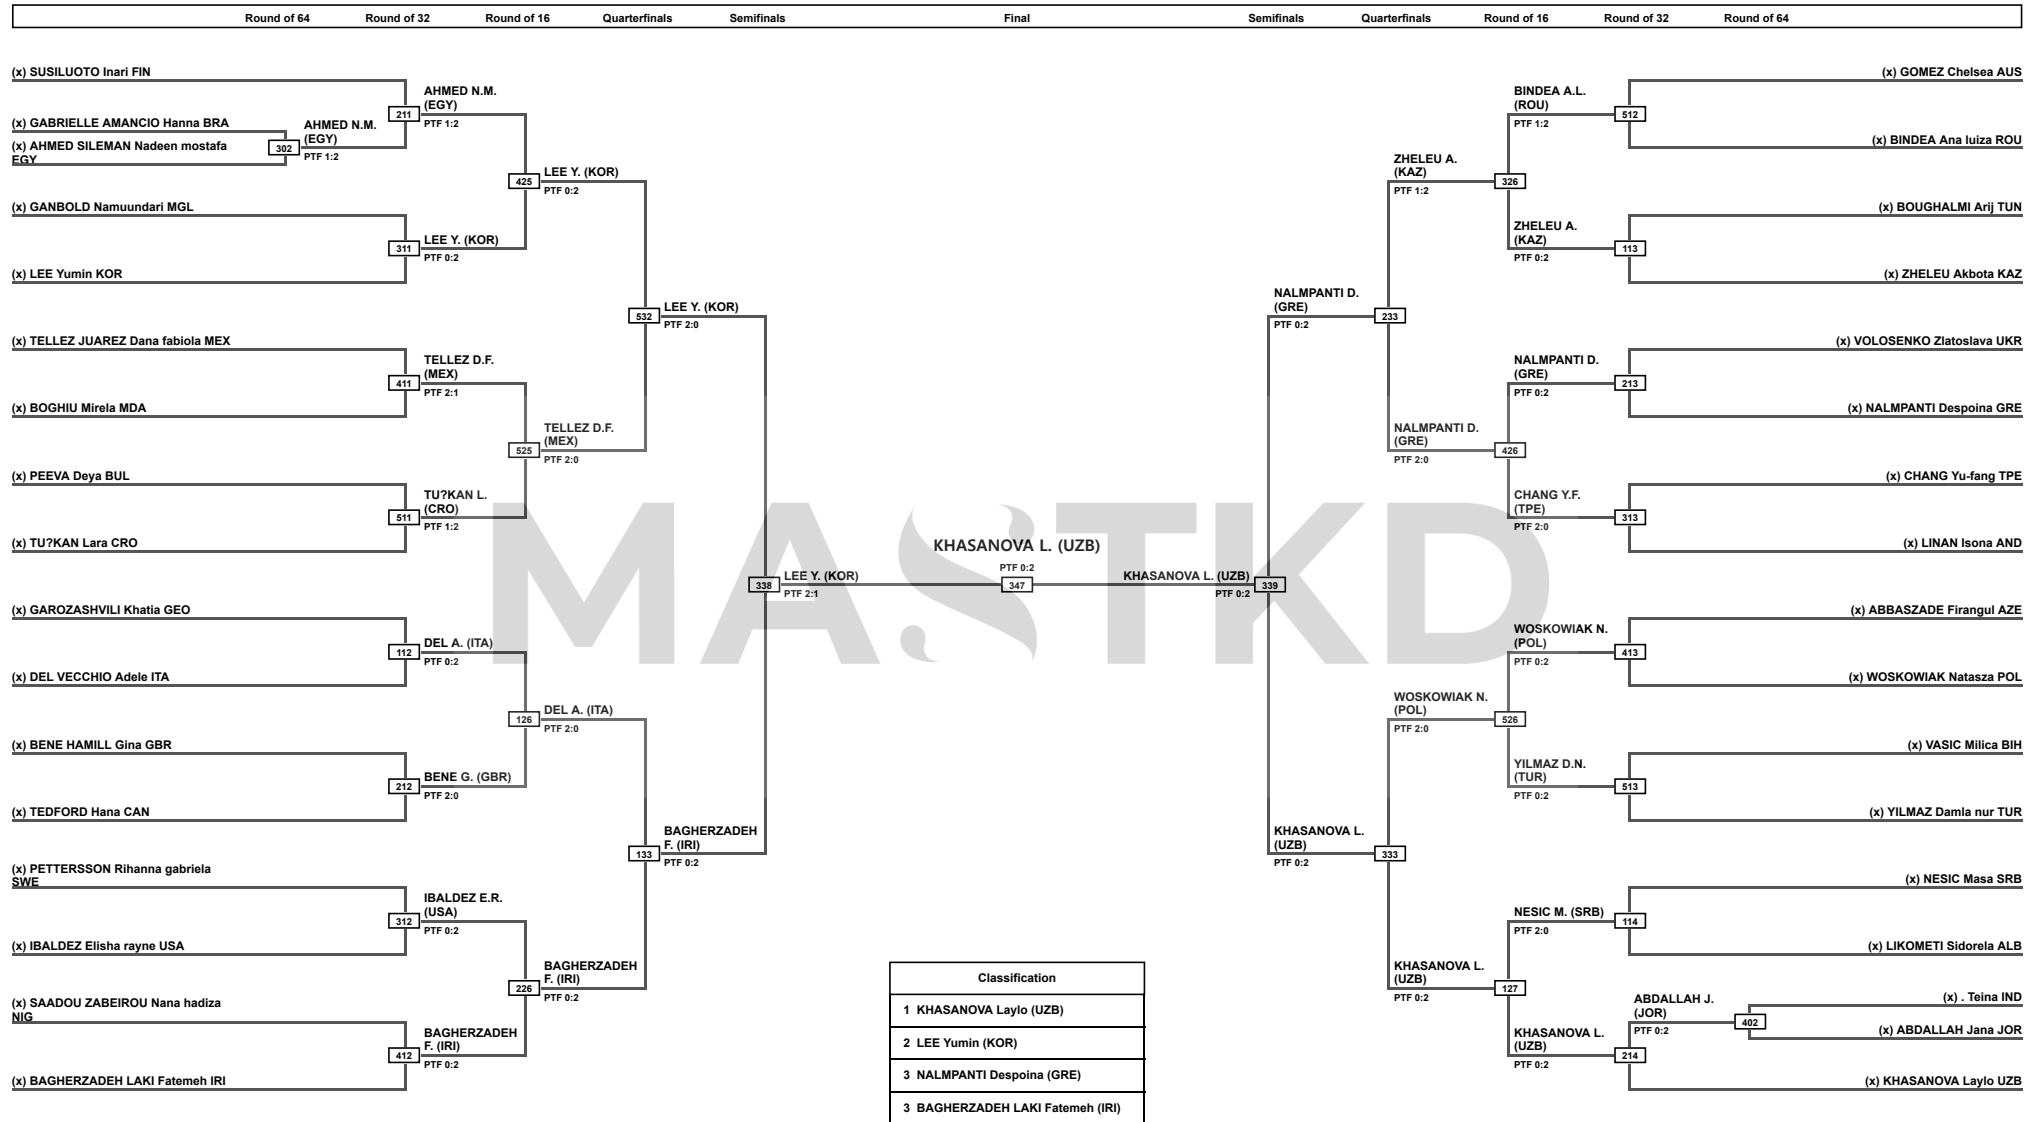 Round of 64 Round of 32 Round of 16 Quarterfinals Semifinals Final Semifinals Quarterfinals Round of 16 Round of 32 Round of 64
(x) SUSILUOTO Inari FIN
(x) GABRIELLE AMANCIO Hanna BRA
(x) AHMED SILEMAN Nadeen mostafa
EGY
302
AHMED N.M.
(EGY)
PTF 1:2
211
AHMED N.M.
(EGY)
PTF 1:2
(x) GANBOLD Namuundari MGL
(x) LEE Yumin KOR
311
LEE Y. (KOR)
PTF 0:2
425
LEE Y. (KOR)
PTF 0:2
(x) TELLEZ JUAREZ Dana fabiola MEX
(x) BOGHIU Mirela MDA
411
TELLEZ D.F.
(MEX)
PTF 2:1
(x) PEEVA Deya BUL
(x) TU?KAN Lara CRO
511
TU?KAN L.
(CRO)
PTF 1:2
525
TELLEZ D.F.
(MEX)
PTF 2:0
532
LEE Y. (KOR)
PTF 2:0
(x) GAROZASHVILI Khatia GEO
(x) DEL VECCHIO Adele ITA
112
DEL A. (ITA)
PTF 0:2
(x) BENE HAMILL Gina GBR
(x) TEDFORD Hana CAN
212
BENE G. (GBR)
PTF 2:0
126
DEL A. (ITA)
PTF 2:0
(x) PETTERSSON Rihanna gabriela
SWE
(x) IBALDEZ Elisha rayne USA
312
IBALDEZ E.R.
(USA)
PTF 0:2
(x) SAADOU ZABEIROU Nana hadiza
NIG
(x) BAGHERZADEH LAKI Fatemeh IRI
412
BAGHERZADEH
F. (IRI)
PTF 0:2
226
BAGHERZADEH
F. (IRI)
PTF 0:2
133
BAGHERZADEH
F. (IRI)
PTF 0:2
338
LEE Y. (KOR)
PTF 2:1
MASTKD
KHASANOVA L. (UZB)
PTF 0:2
347
KHASANOVA L. (UZB)
PTF 0:2
339
NALMPANTI D.
(GRE)
PTF 0:2
233
ZHELEU A.
(KAZ)
PTF 1:2
326
BINDEA A.L.
(ROU)
PTF 1:2
512
(x) GOMEZ Chelsea AUS
(x) BINDEA Ana luiza ROU
ZHELEU A.
(KAZ)
PTF 0:2
113
(x) BOUGHALMI Arij TUN
(x) ZHELEU Akbota KAZ
NALMPANTI D.
(GRE)
PTF 2:0
426
NALMPANTI D.
(GRE)
PTF 0:2
213
(x) VOLOSENKO Zlatoslava UKR
(x) NALMPANTI Despoina GRE
CHANG Y.F.
(TPE)
PTF 2:0
313
(x) CHANG Yu-fang TPE
(x) LINAN Isona AND
KHASANOVA L.
(UZB)
PTF 0:2
333
WOSKOWIAK N.
(POL)
PTF 2:0
526
WOSKOWIAK N.
(POL)
PTF 0:2
413
(x) ABBASZADE Firangul AZE
(x) WOSKOWIAK Natasza POL
YILMAZ D.N.
(TUR)
PTF 0:2
513
(x) VASIC Milica BIH
(x) YILMAZ Damla nur TUR
KHASANOVA L.
(UZB)
PTF 0:2
127
NESIC M. (SRB)
PTF 2:0
114
(x) NESIC Masa SRB
(x) LIKOMETI Sidorela ALB
KHASANOVA L.
(UZB)
PTF 0:2
214
ABDALLAH J.
(JOR)
PTF 0:2
402
(x) . Teina IND
(x) ABDALLAH Jana JOR
(x) KHASANOVA Laylo UZB
Classification
1 KHASANOVA Laylo (UZB)
2 LEE Yumin (KOR)
3 NALMPANTI Despoina (GRE)
3 BAGHERZADEH LAKI Fatemeh (IRI)